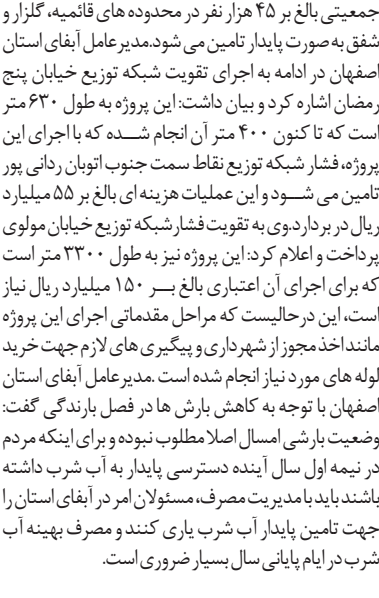 جمعیتی بالغ بر ۴۵ هزار نفر در محدوده های قائمیه، گلزار و
شفق به صورت پایدار تامین می شود.مدیرعامل آبفای استان
اصفهان در ادامه به اجرای تقویت شبکه توزیع خیابان پنج
رمضان اشاره کرد و بیان داشت: این پروژه به طول ۶۳۰ متر
است که تا کنون ۴۰۰ متر آن انجام شده که با اجرای این
پروژه، فشار شبکه توزیع نقاط سمت جنوب اتوبان ردانی پور
تامین می شود و این عملیات هزینه ای بالغ بر ۵۵ میلیارد
ریال در بردارد.وی به تقویت فشارشبکه توزیع خیابان مولوی
پرداخت و اعلام کرد: این پروژه نیز به طول ۳۳۰۰ متر است
که برای اجرای آن اعتباری بالغ بر ۱۵۰ میلیارد ریال نیاز
است، این درحالیست که مراحل مقدماتی اجرای این پروژه
مانند اخذ مجوز از شهرداری و پیگیری های لازم جهت خرید
لوله های مورد نیاز انجام شده است .مدیرعامل آبفای استان
اصفهان با توجه به کاهش بارش ها در فصل بارندگی گفت:
وضعیت بارشی امسال اصلا مطلوب نبوده و برای اینکه مردم
در نیمه اول سال آینده دسترسی پایدار به آب شرب داشته
باشند باید با مدیریت مصرف، مسئولان امر در آبفای استان را
جهت تامین پایدار آب شرب یاری کنند و مصرف بهینه آب
شرب در ایام پایانی سال بسیار ضروری است.